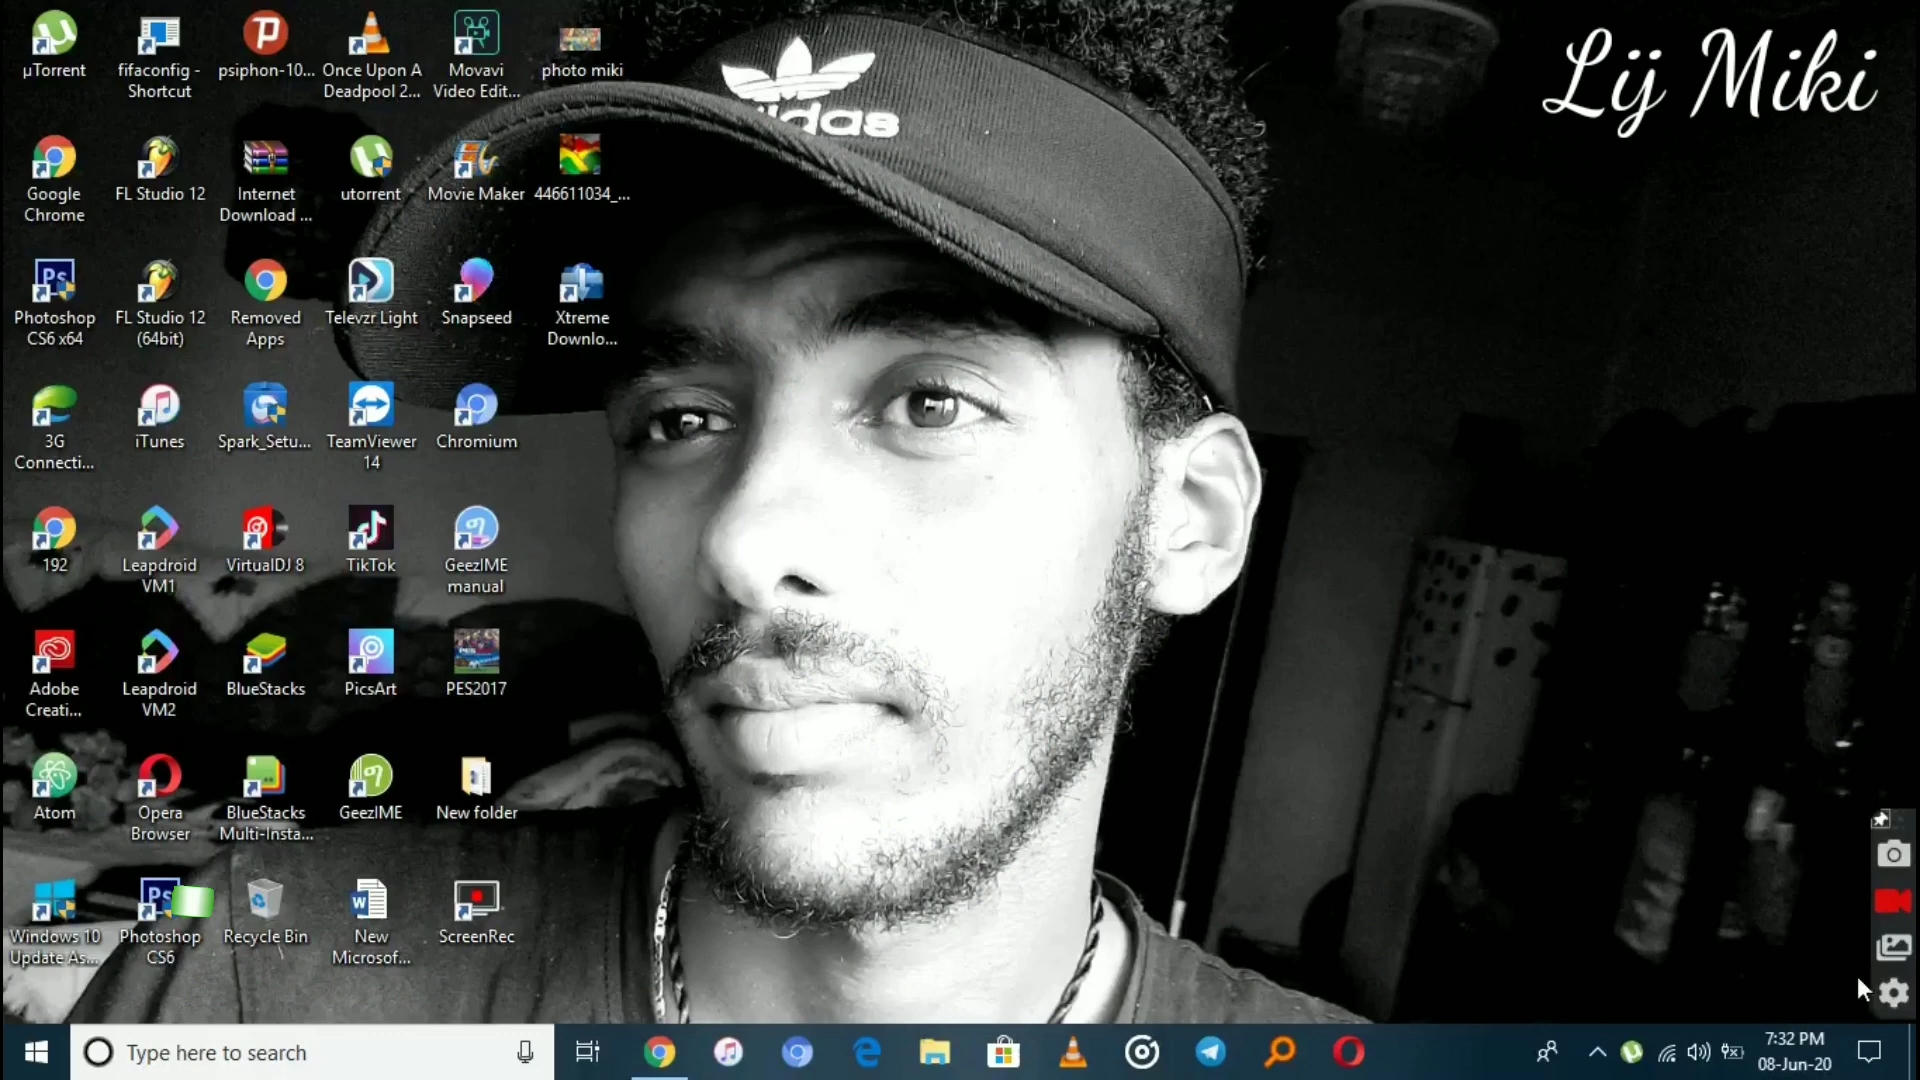 Lij Miki
adidas
µTorrent
fifaconfig -
Shortcut
psiphon-10...
Once Upon A
Deadpool 2...
Movavi
Video Edit...
photo miki
Google
Chrome
FL Studio 12
Internet
Download ...
utorrent
Movie Maker
446611034_...
Photoshop
CS6 x64
FL Studio 12
(64bit)
Removed
Apps
Televzr Light
Snapseed
Xtreme
Downlo...
3G
Connecti...
iTunes
Spark_Setu...
TeamViewer
14
Chromium
192
Leapdroid
VM1
VirtualDJ 8
TikTok
GeezIME
manual
Adobe
Creati...
Leapdroid
VM2
BlueStacks
PicsArt
PES2017
Atom
Opera
Browser
BlueStacks
Multi-Insta...
GeezIME
New folder
Windows 10
Update As...
Photoshop
CS6
Recycle Bin
New
Microsof...
ScreenRec
Type here to search
7:32 PM
08-Jun-20